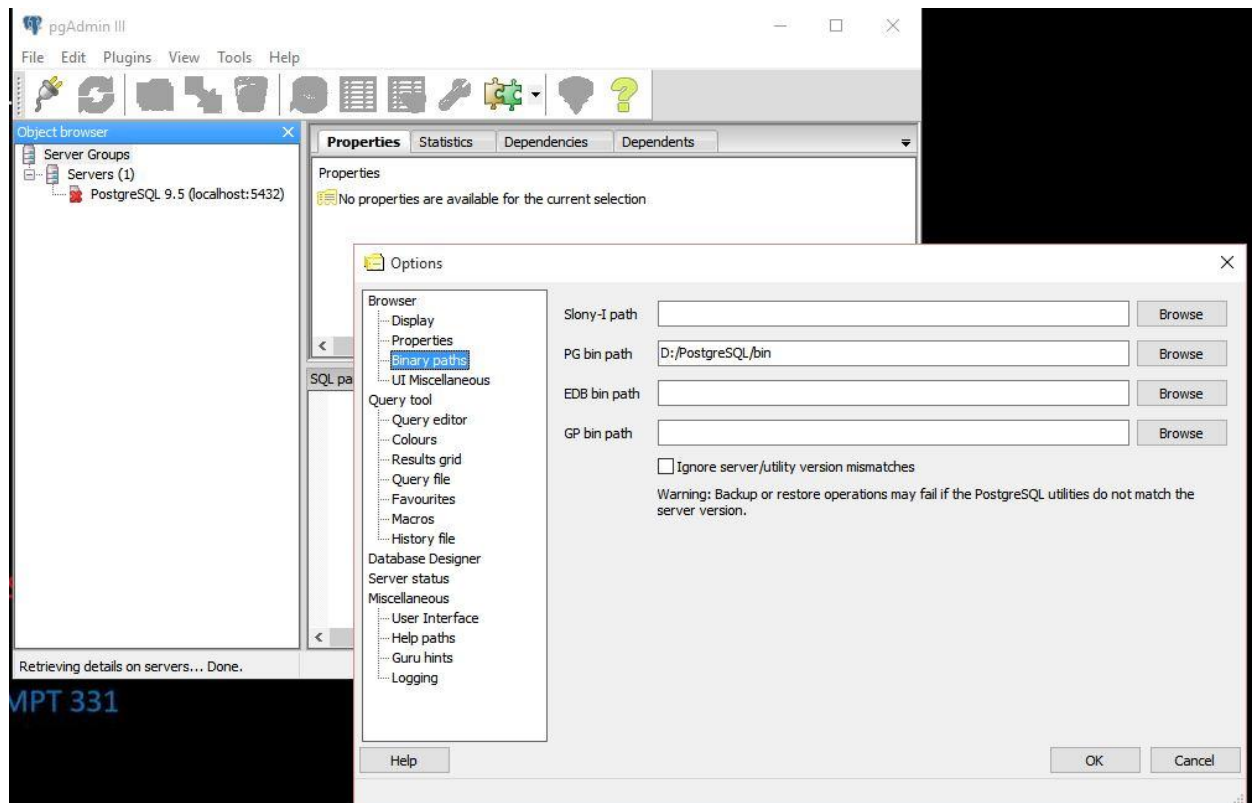 pgAdmin III
File Edit Plugins View Tools Help
Object browser
Server Groups
Servers (1)
PostgreSQL 9.5 (localhost:5432)
Properties Statistics Dependencies Dependents
Properties
No properties are available for the current selection
SQL pa
Retrieving details on servers... Done.
MPT 331
Options
Browser
Display
Properties
Binary paths
UI Miscellaneous
Query tool
Query editor
Colours
Results grid
Query file
Favourites
Macros
History file
Database Designer
Server status
Miscellaneous
User Interface
Help paths
Guru hints
Logging
Slony-I path
Browse
PG bin path
D:/PostgreSQL/bin
Browse
EDB bin path
Browse
GP bin path
Browse
Ignore server/utility version mismatches
Warning: Backup or restore operations may fail if the PostgreSQL utilities do not match the
server version.
Help
OK
Cancel